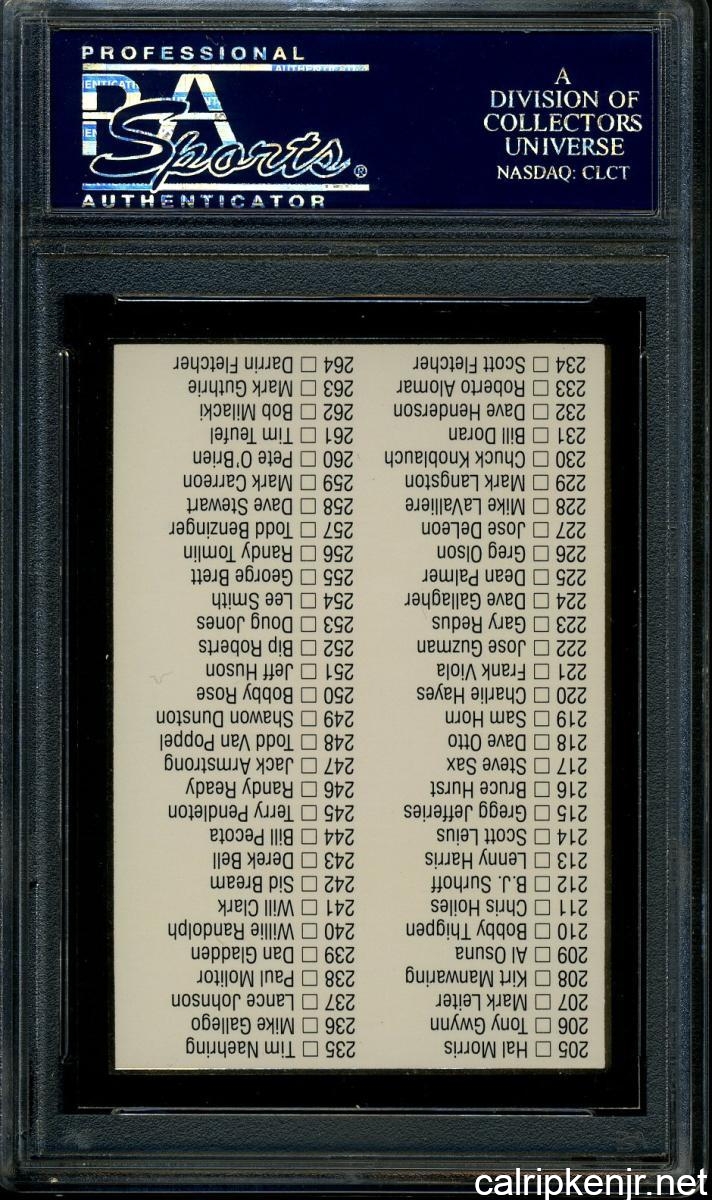 PROFESSIONAL
PSA
Sports®
AUTHENTICATOR
A
DIVISION OF
COLLECTORS
UNIVERSE
NASDAQ: CLCT
205 □ Hal Morris
206 □ Tony Gwynn
207 □ Mark Leiter
208 □ Kirt Manwaring
209 □ Al Osuna
210 □ Bobby Thigpen
211 □ Chris Hoiles
212 □ B.J. Surhoff
213 □ Lenny Harris
214 □ Scott Leius
215 □ Gregg Jefferies
216 □ Bruce Hurst
217 □ Steve Sax
218 □ Dave Otto
219 □ Sam Horn
220 □ Charlie Hayes
221 □ Frank Viola
222 □ Jose Guzman
223 □ Gary Redus
224 □ Dave Gallagher
225 □ Dean Palmer
226 □ Greg Olson
227 □ Jose DeLeon
228 □ Mike LaValliere
229 □ Mark Langston
230 □ Chuck Knoblauch
231 □ Bill Doran
232 □ Dave Henderson
233 □ Roberto Alomar
234 □ Scott Fletcher
235 □ Tim Naehring
236 □ Mike Gallego
237 □ Lance Johnson
238 □ Paul Molitor
239 □ Dan Gladden
240 □ Willie Randolph
241 □ Will Clark
242 □ Sid Bream
243 □ Derek Bell
244 □ Bill Pecota
245 □ Terry Pendleton
246 □ Randy Ready
247 □ Jack Armstrong
248 □ Todd Van Poppel
249 □ Shawon Dunston
250 □ Bobby Rose
251 □ Jeff Huson
252 □ Bip Roberts
253 □ Doug Jones
254 □ Lee Smith
255 □ George Brett
256 □ Randy Tomlin
257 □ Todd Benzinger
258 □ Dave Stewart
259 □ Mark Carreon
260 □ Pete O'Brien
261 □ Tim Teufel
262 □ Bob Milacki
263 □ Mark Guthrie
264 □ Darrin Fletcher
calripkenjr.net